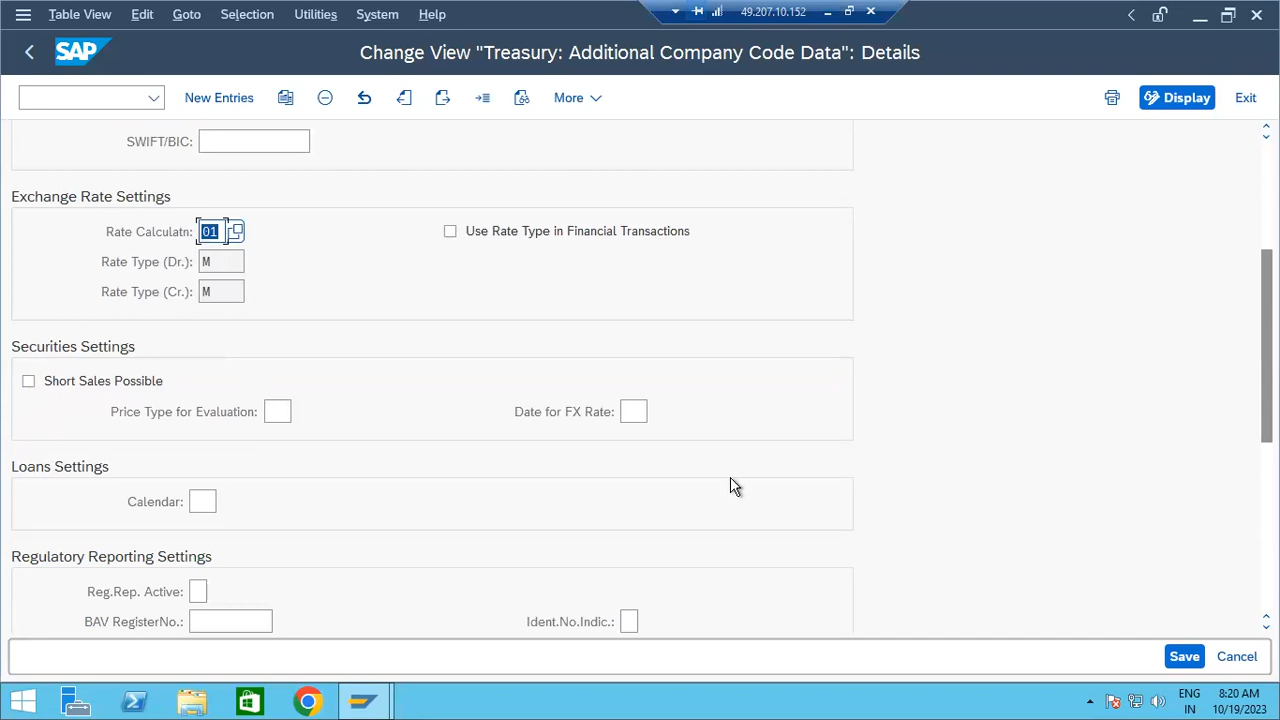 Table View Edit Goto Selection Utilities System Help 49.207.10.152
SAP Change View "Treasury: Additional Company Code Data": Details
New Entries More Display Exit
SWIFT/BIC:
Exchange Rate Settings
Rate Calculatn: 01 Use Rate Type in Financial Transactions
Rate Type (Dr.): M
Rate Type (Cr.): M
Securities Settings
Short Sales Possible
Price Type for Evaluation: Date for FX Rate:
Loans Settings
Calendar:
Regulatory Reporting Settings
Reg.Rep. Active:
BAV RegisterNo.: Ident.No.Indic.:
Save Cancel
ENG 8:20 AM
IN 10/19/2023